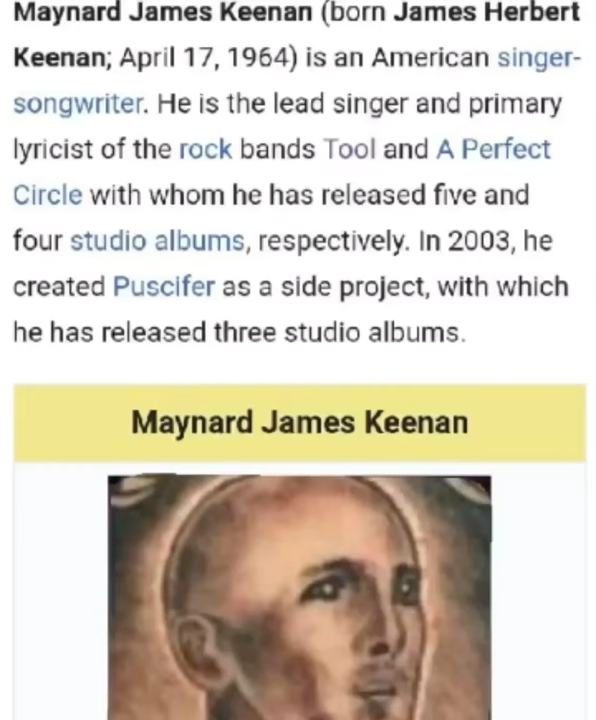 Maynard James Keenan (born James Herbert
Keenan; April 17, 1964) is an American singer-
songwriter. He is the lead singer and primary
lyricist of the rock bands Tool and A Perfect
Circle with whom he has released five and
four studio albums, respectively. In 2003, he
created Puscifer as a side project, with which
he has released three studio albums.
Maynard James Keenan